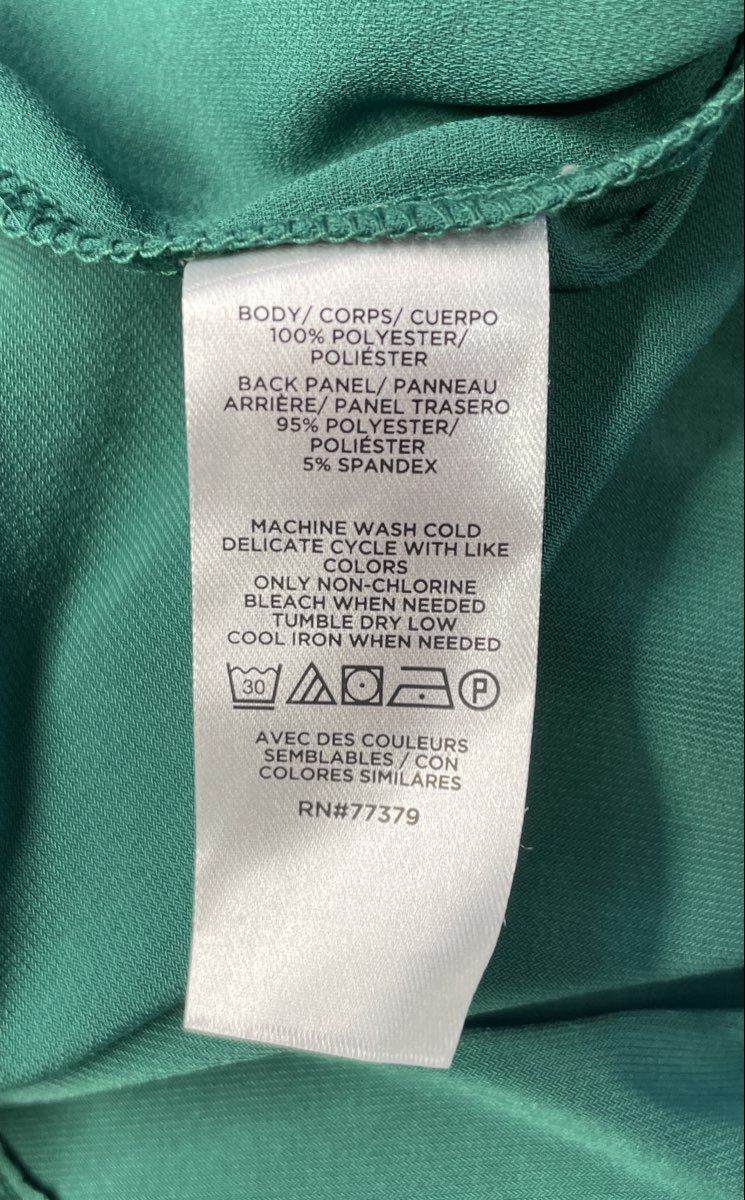 BODY/ CORPS/ CUERPO
100% POLYESTER/
POLIÉSTER
BACK PANEL/ PANNEAU
ARRIÈRE/ PANEL TRASERO
95% POLYESTER/
POLIÉSTER
5% SPANDEX
MACHINE WASH COLD
DELICATE CYCLE WITH LIKE
COLORS
ONLY NON-CHLORINE
BLEACH WHEN NEEDED
TUMBLE DRY LOW
COOL IRON WHEN NEEDED
30 P
AVEC DES COULEURS
SEMBLABLES / CON
COLORES SIMILARES
RN#77379